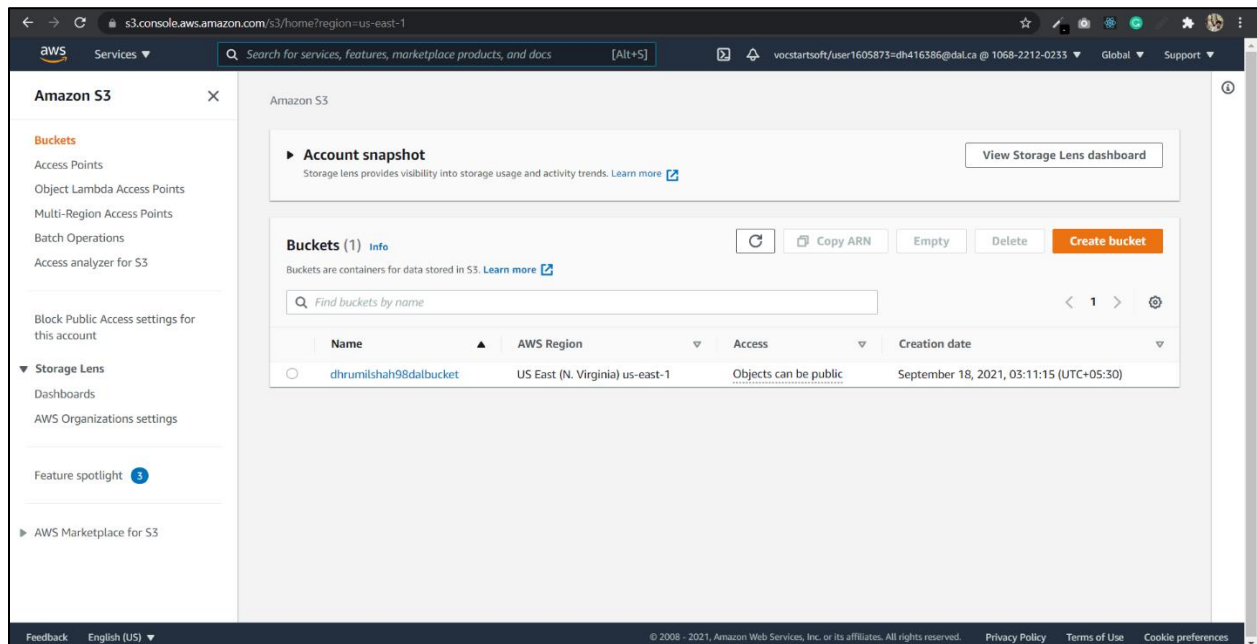 s3.console.aws.amazon.com/s3/home?region=us-east-1
aws
Services ▼
Search for services, features, marketplace products, and docs
[Alt+S]
vocstartsoft/user1605873=dh416386@dal.ca @ 1068-2212-0233 ▼
Global ▼
Support ▼
Amazon S3
Buckets
Access Points
Object Lambda Access Points
Multi-Region Access Points
Batch Operations
Access analyzer for S3
Block Public Access settings for
this account
Storage Lens
Dashboards
AWS Organizations settings
Feature spotlight 3
AWS Marketplace for S3
Amazon S3
Account snapshot
Storage lens provides visibility into storage usage and activity trends. Learn more
View Storage Lens dashboard
Buckets (1) Info
Buckets are containers for data stored in S3. Learn more
Copy ARN
Empty
Delete
Create bucket
Find buckets by name
1
Name
AWS Region
Access
Creation date
dhrumilshah98dalbucket
US East (N. Virginia) us-east-1
Objects can be public
September 18, 2021, 03:11:15 (UTC+05:30)
Feedback
English (US) ▼
© 2008 - 2021, Amazon Web Services, Inc. or its affiliates. All rights reserved.
Privacy Policy
Terms of Use
Cookie preferences